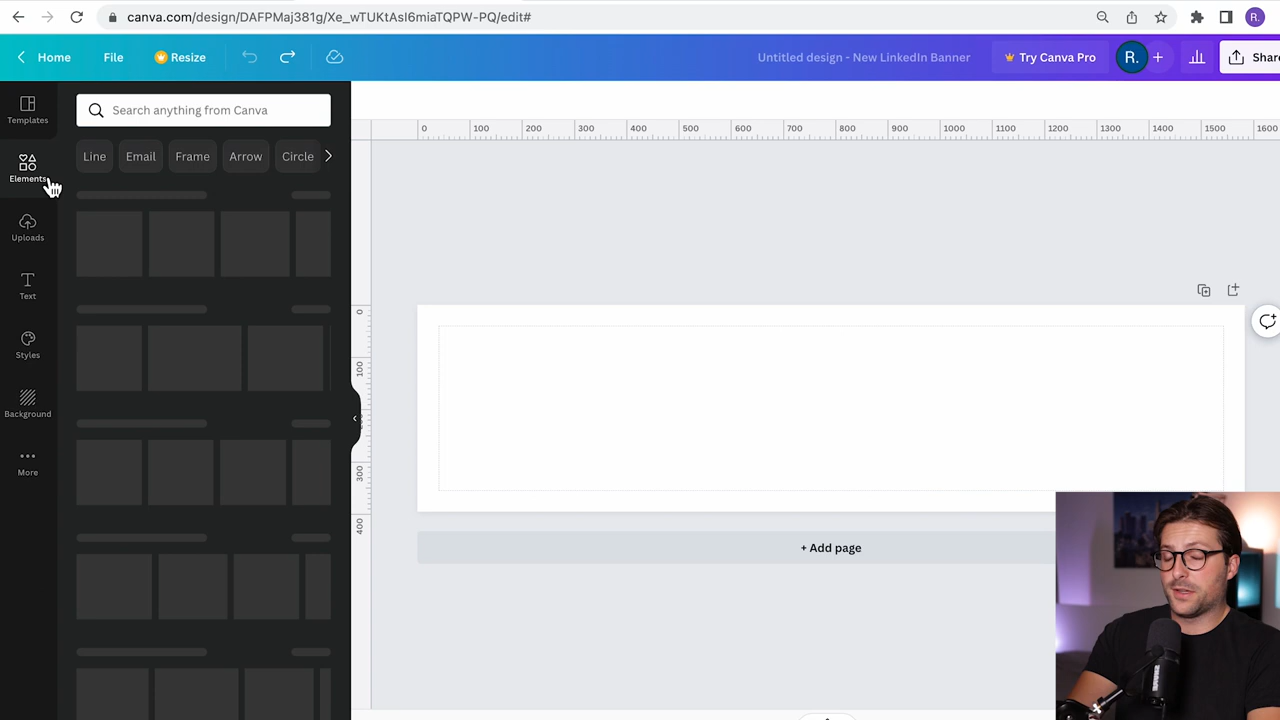 canva.com/design/DAFPMaj381g/Xe_wTUKtAsI6miaTQPW-PQ/edit#
R.
Home
File
Resize
Untitled design - New LinkedIn Banner
Try Canva Pro
R.
+
Share
Templates
Search anything from Canva
Line
Email
Frame
Arrow
Circle
Elements
Uploads
Text
Styles
Background
More
0 100 200 300 400 500 600 700 800 900 1000 1100 1200 1300 1400 1500 1600
0
100
300
400
+ Add page